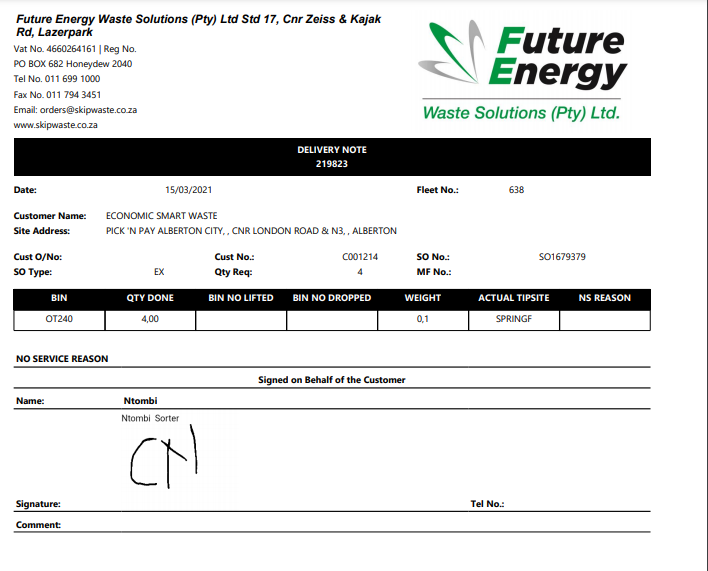 Future Energy Waste Solutions (Pty) Ltd Std 17, Cnr Zeiss & Kajak
Rd, Lazerpark
Vat No. 4660264161 | Reg No.
PO BOX 682 Honeydew 2040
Tel No. 011 699 1000
Fax No. 011 794 3451
Email: orders@skipwaste.co.za
www.skipwaste.co.za
Future
Energy
Waste Solutions (Pty) Ltd.
DELIVERY NOTE
219823
Date: 15/03/2021 Fleet No.: 638
Customer Name: ECONOMIC SMART WASTE
Site Address: PICK 'N PAY ALBERTON CITY, , CNR LONDON ROAD & N3, , ALBERTON
Cust O/No: Cust No.: C001214 SO No.: SO1679379
SO Type: EX Qty Req: 4 MF No.:
BIN QTY DONE BIN NO LIFTED BIN NO DROPPED WEIGHT ACTUAL TIPSITE NS REASON
OT240 4,00 0,1 SPRINGF
NO SERVICE REASON
Signed on Behalf of the Customer
Name: Ntombi
Ntombi Sorter
Signature: Tel No.:
Comment: